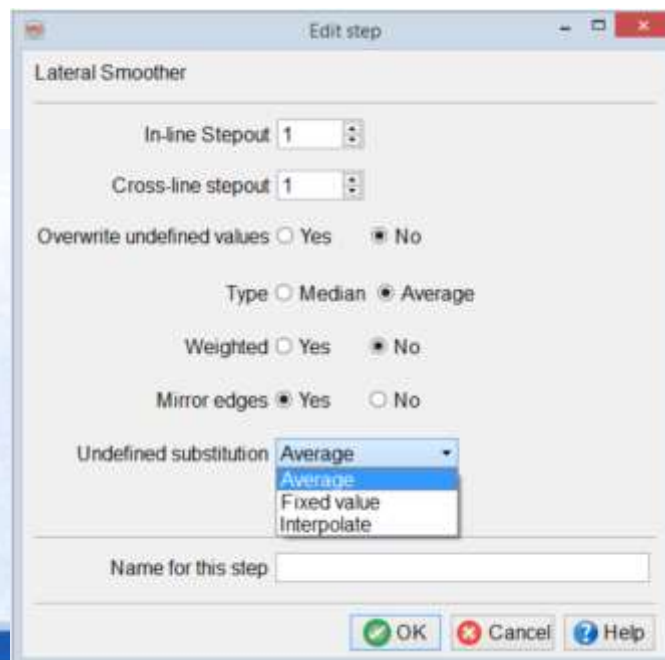 Edit step
Lateral Smoother
In-line Stepout 1
Cross-line stepout 1
Overwrite undefined values Yes No
Type Median Average
Weighted Yes No
Mirror edges Yes No
Undefined substitution Average
Average
Fixed value
Interpolate
Name for this step
OK Cancel Help